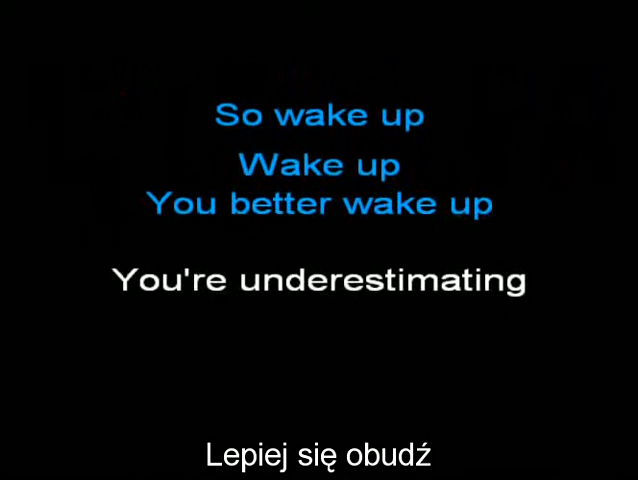 So wake up
Wake up
You better wake up
You're underestimating
Lepiej się obudź